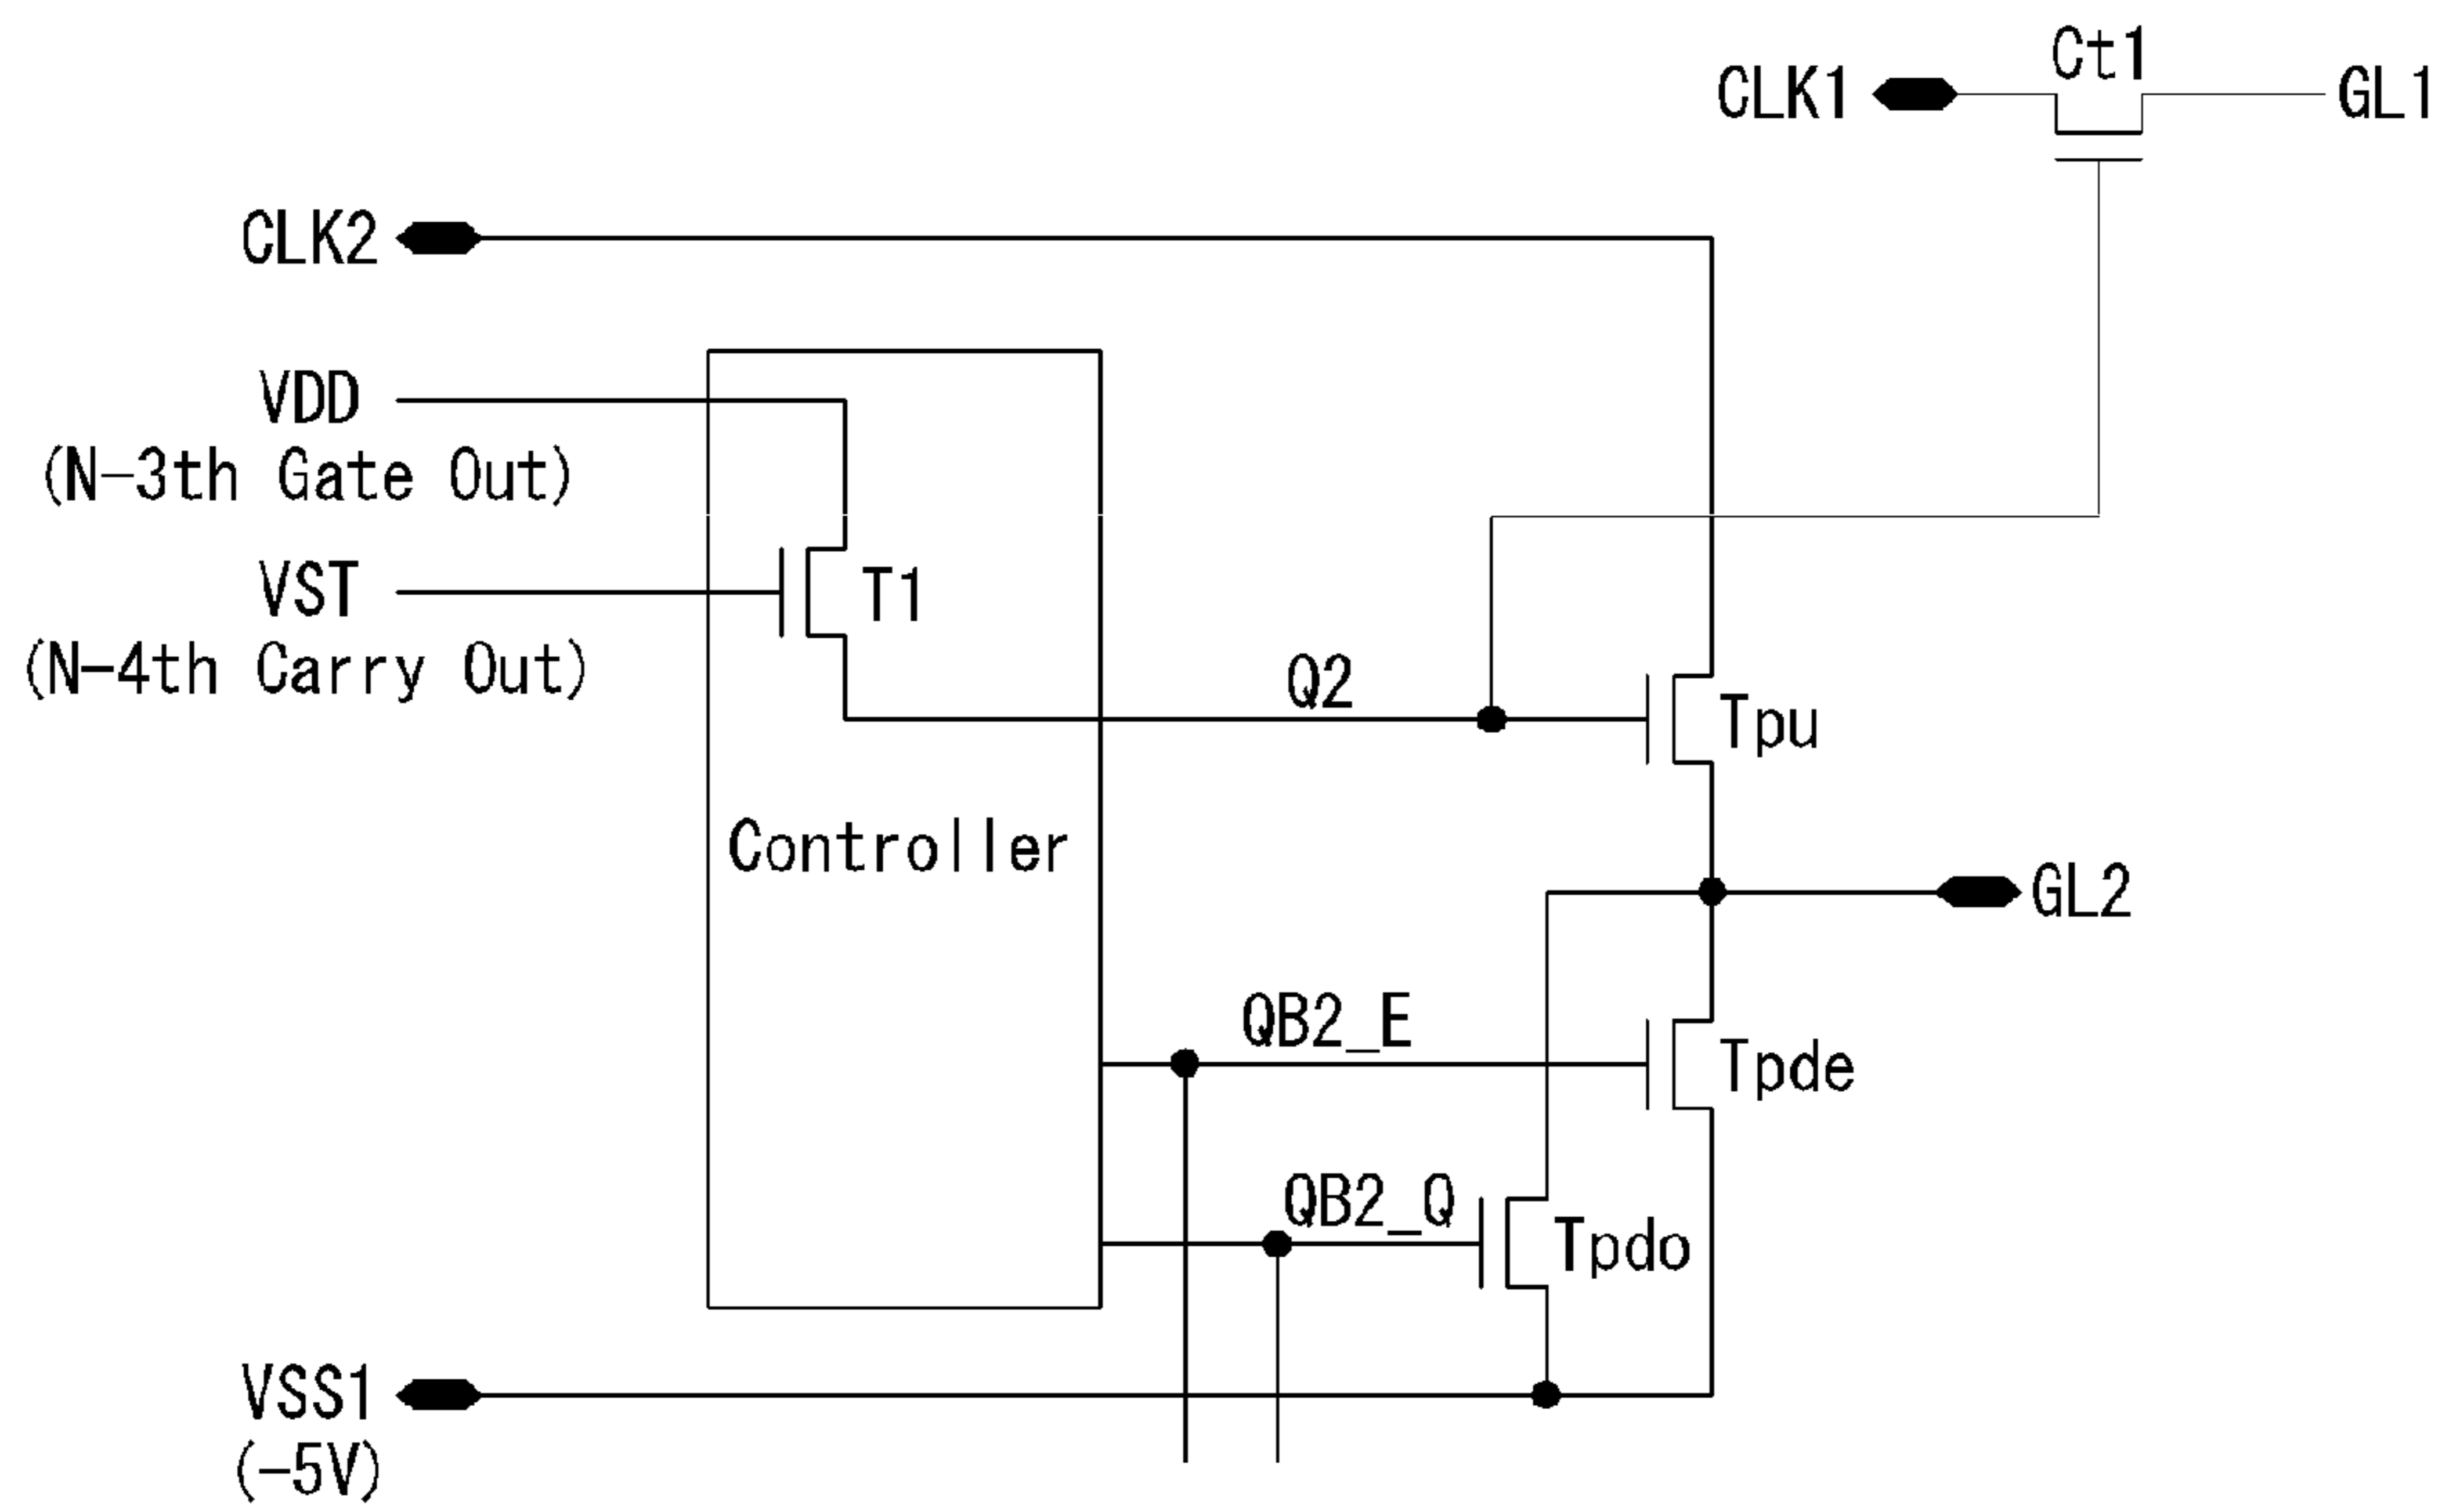 Ct1
CLK1
GL1
CLK2
VDD
(N-3th Gate Out)
VST
T1
(N-4th Carry Out)
Q2
Tpu
Controller
GL2
QB2_E
Tpde
QB2_Q
Tpdo
VSS1
(-5V)